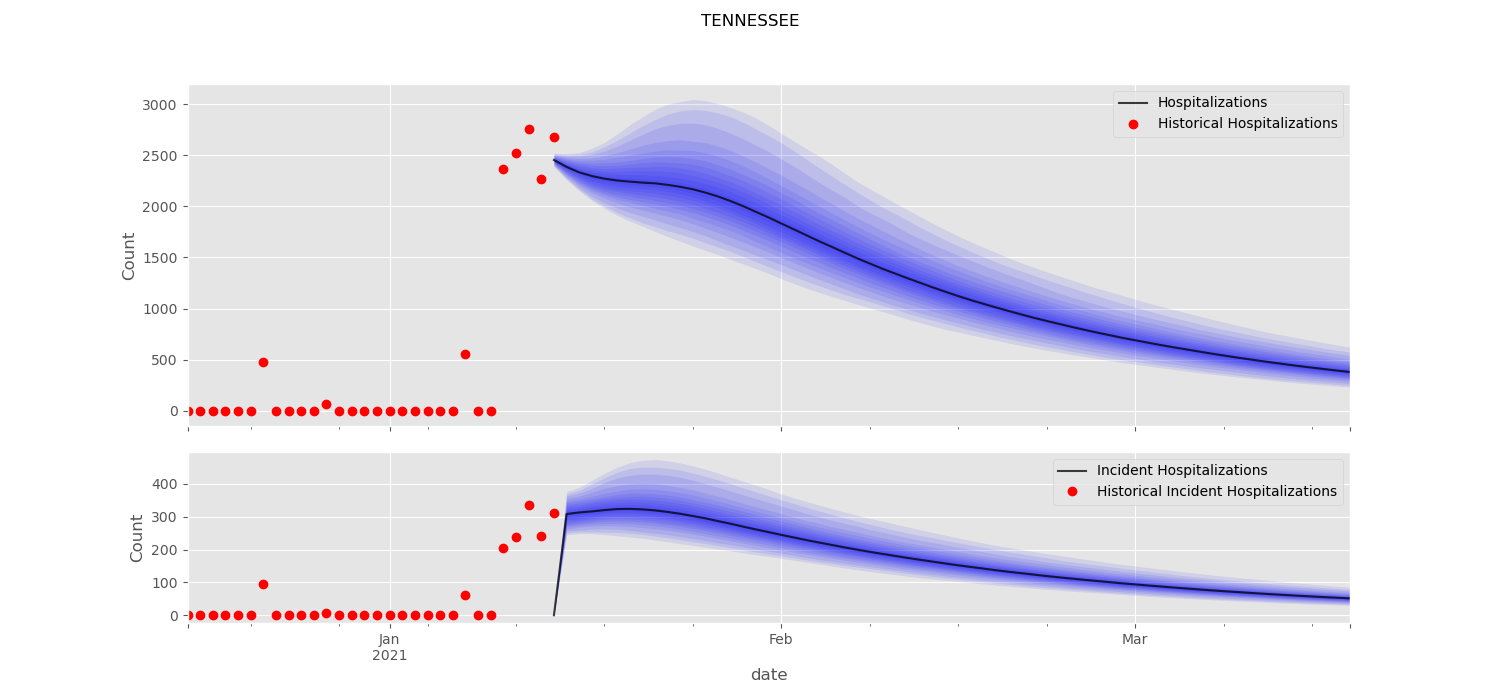 TENNESSEE
3000
2500
2000
1500
1000
500
0
Count
Hospitalizations
Historical Hospitalizations
400
300
200
100
0
Count
Incident Hospitalizations
Historical Incident Hospitalizations
Jan
2021
Feb
Mar
date